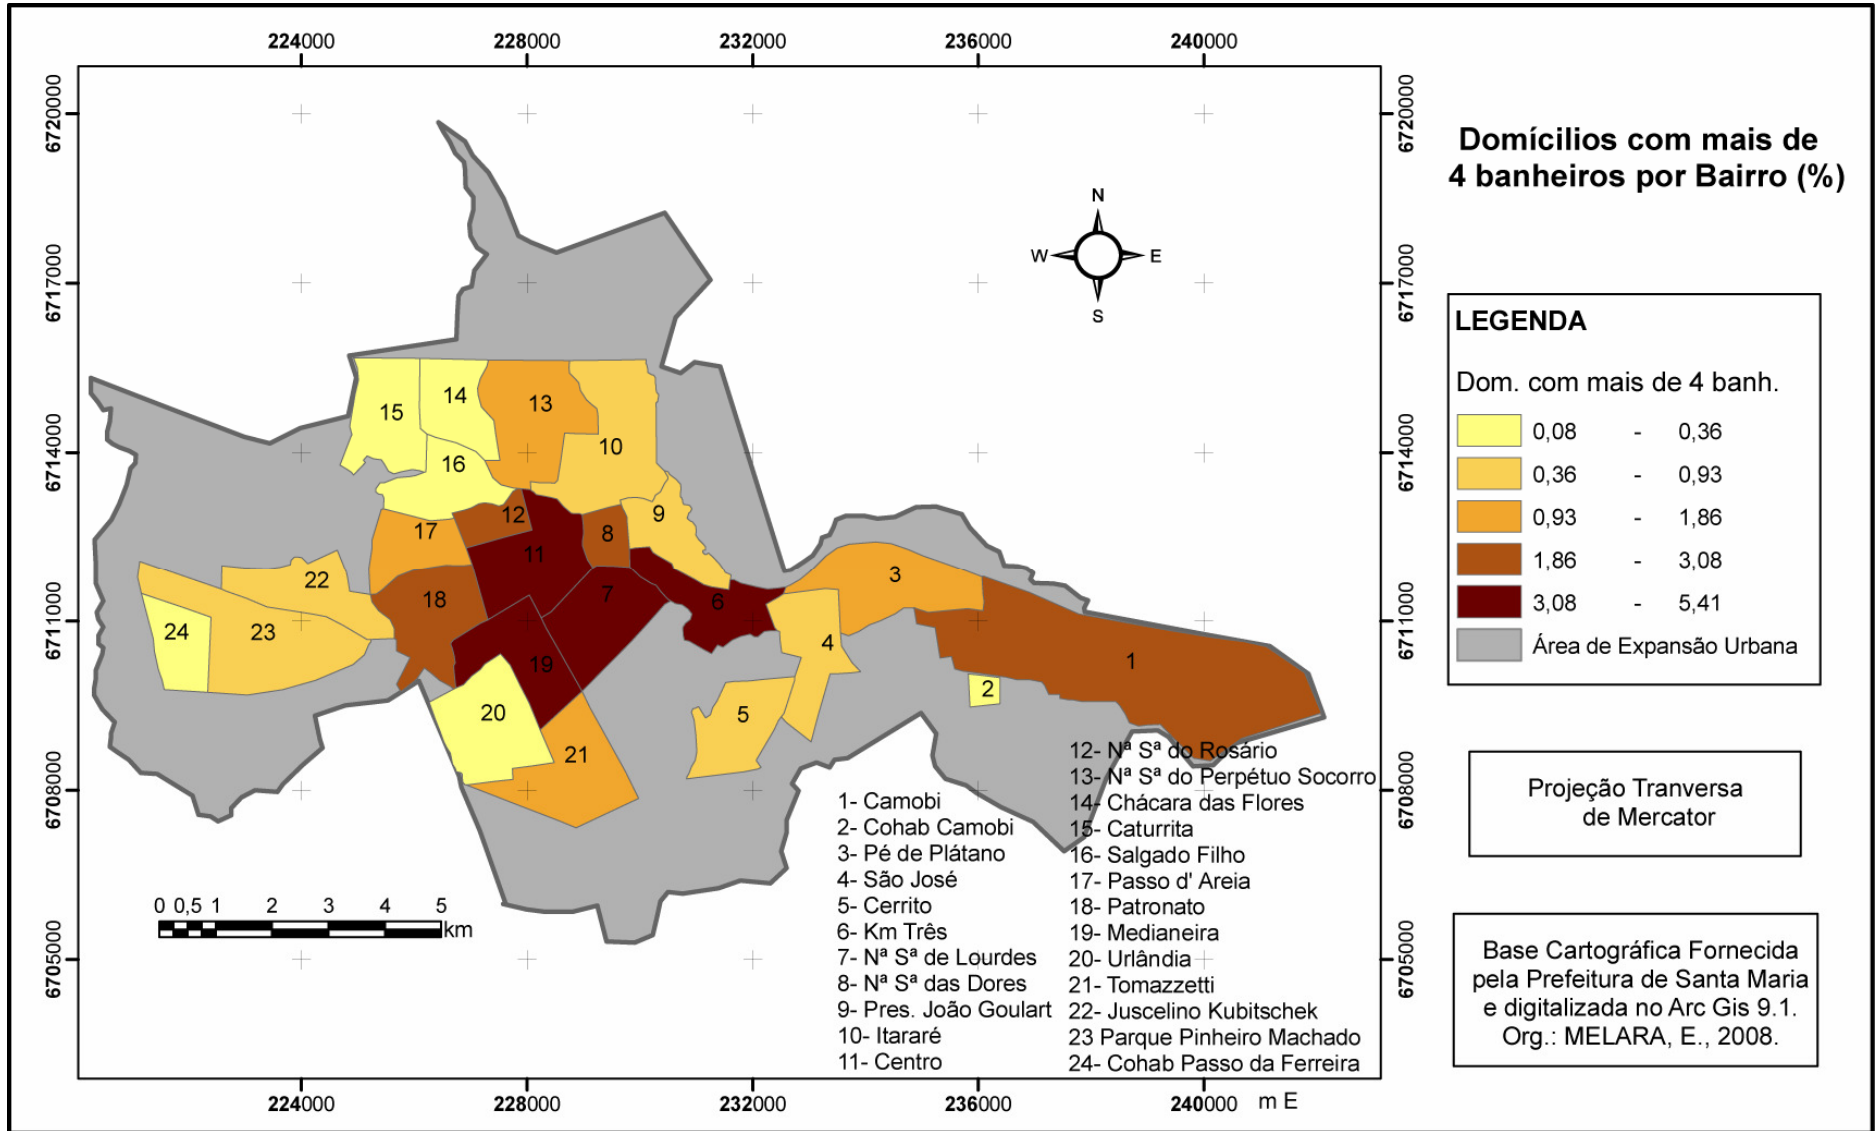 224000 228000 232000 236000 240000
6720000
6717000
6714000
6711000
6708000
6705000
6720000
6717000
6714000
6711000
6708000
6705000
N
W E
S
15
14
13
10
16
9
12
17
11
8
22
18
7
6
3
24
23
4
19
1
20
5
2
21
0 0,5 1 2 3 4 5
km
1- Camobi
2- Cohab Camobi
3- Pé de Plátano
4- São José
5- Cerrito
6- Km Três
7- Nª Sª de Lourdes
8- Nª Sª das Dores
9- Pres. João Goulart
10- Itararé
11- Centro
12- Nª Sª do Rosário
13- Nª Sª do Perpétuo Socorro
14- Chácara das Flores
15- Caturrita
16- Salgado Filho
17- Passo d' Areia
18- Patronato
19- Medianeira
20- Urlândia
21- Tomazzetti
22- Juscelino Kubitschek
23 Parque Pinheiro Machado
24- Cohab Passo da Ferreira
224000 228000 232000 236000 240000 m E
Domícilios com mais de
4 banheiros por Bairro (%)
LEGENDA
Dom. com mais de 4 banh.
0,08 - 0,36
0,36 - 0,93
0,93 - 1,86
1,86 - 3,08
3,08 - 5,41
Área de Expansão Urbana
Projeção Tranversa
de Mercator
Base Cartográfica Fornecida
pela Prefeitura de Santa Maria
e digitalizada no Arc Gis 9.1.
Org.: MELARA, E., 2008.